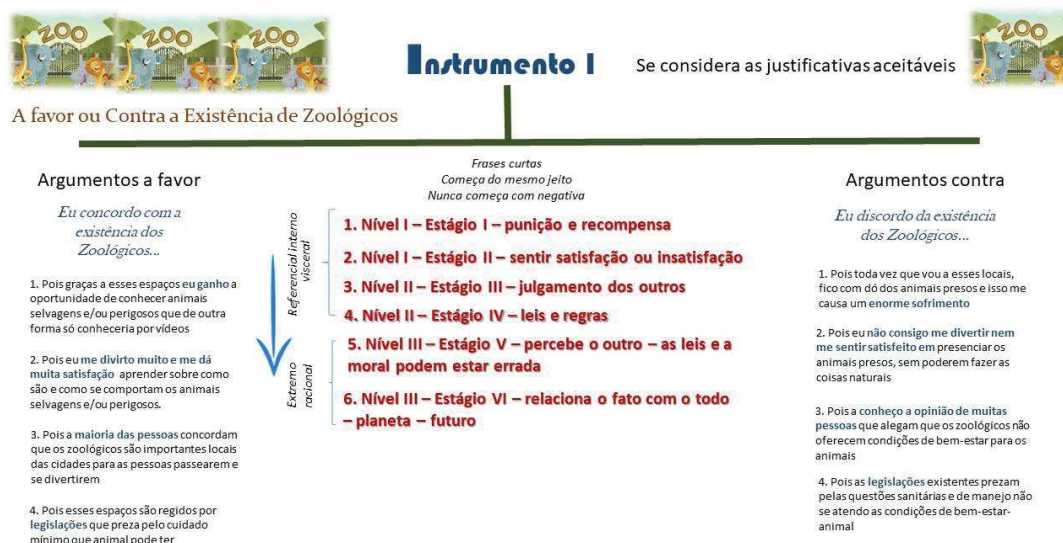 ZOO ZOO ZOO
ZOO
Instrumento I
Se considera as justificativas aceitáveis
A favor ou Contra a Existência de Zoológicos
Argumentos a favor
Eu concordo com a
existência dos
Zoológicos...
1. Pois graças a esses espaços eu ganho a
oportunidade de conhecer animais
selvagens e/ou perigosos que de outra
forma só conheceria por vídeos
2. Pois eu me divirto muito e me dá
muita satisfação aprender sobre como
são e como se comportam os animais
selvagens e/ou perigosos.
3. Pois a maioria das pessoas concordam
que os zoológicos são importantes locais
das cidades para as pessoas passearem e
se divertirem
4. Pois esses espaços são regidos por
legislações que preza pelo cuidado
mínimo que animal pode ter
Frases curtas
Começa do mesmo jeito
Nunca começa com negativa
Referencial interno
visceral
Extremo
racional
1. Nível I – Estágio I – punição e recompensa
2. Nível I – Estágio II – sentir satisfação ou insatisfação
3. Nível II – Estágio III – julgamento dos outros
4. Nível II – Estágio IV – leis e regras
5. Nível III – Estágio V – percebe o outro – as leis e a
moral podem estar errada
6. Nível III – Estágio VI – relaciona o fato com o todo
– planeta – futuro
Argumentos contra
Eu discordo da existência
dos Zoológicos...
1. Pois toda vez que vou a esses locais,
fico com dó dos animais presos e isso me
causa um enorme sofrimento
2. Pois eu não consigo me divertir nem
me sentir satisfeito em presenciar os
animais presos, sem poderem fazer as
coisas naturais
3. Pois a conheço a opinião de muitas
pessoas que alegam que os zoológicos não
oferecem condições de bem-estar para os
animais
4. Pois as legislações existentes prezam
pelas questões sanitárias e de manejo não
se atendo as condições de bem-estar-
animal